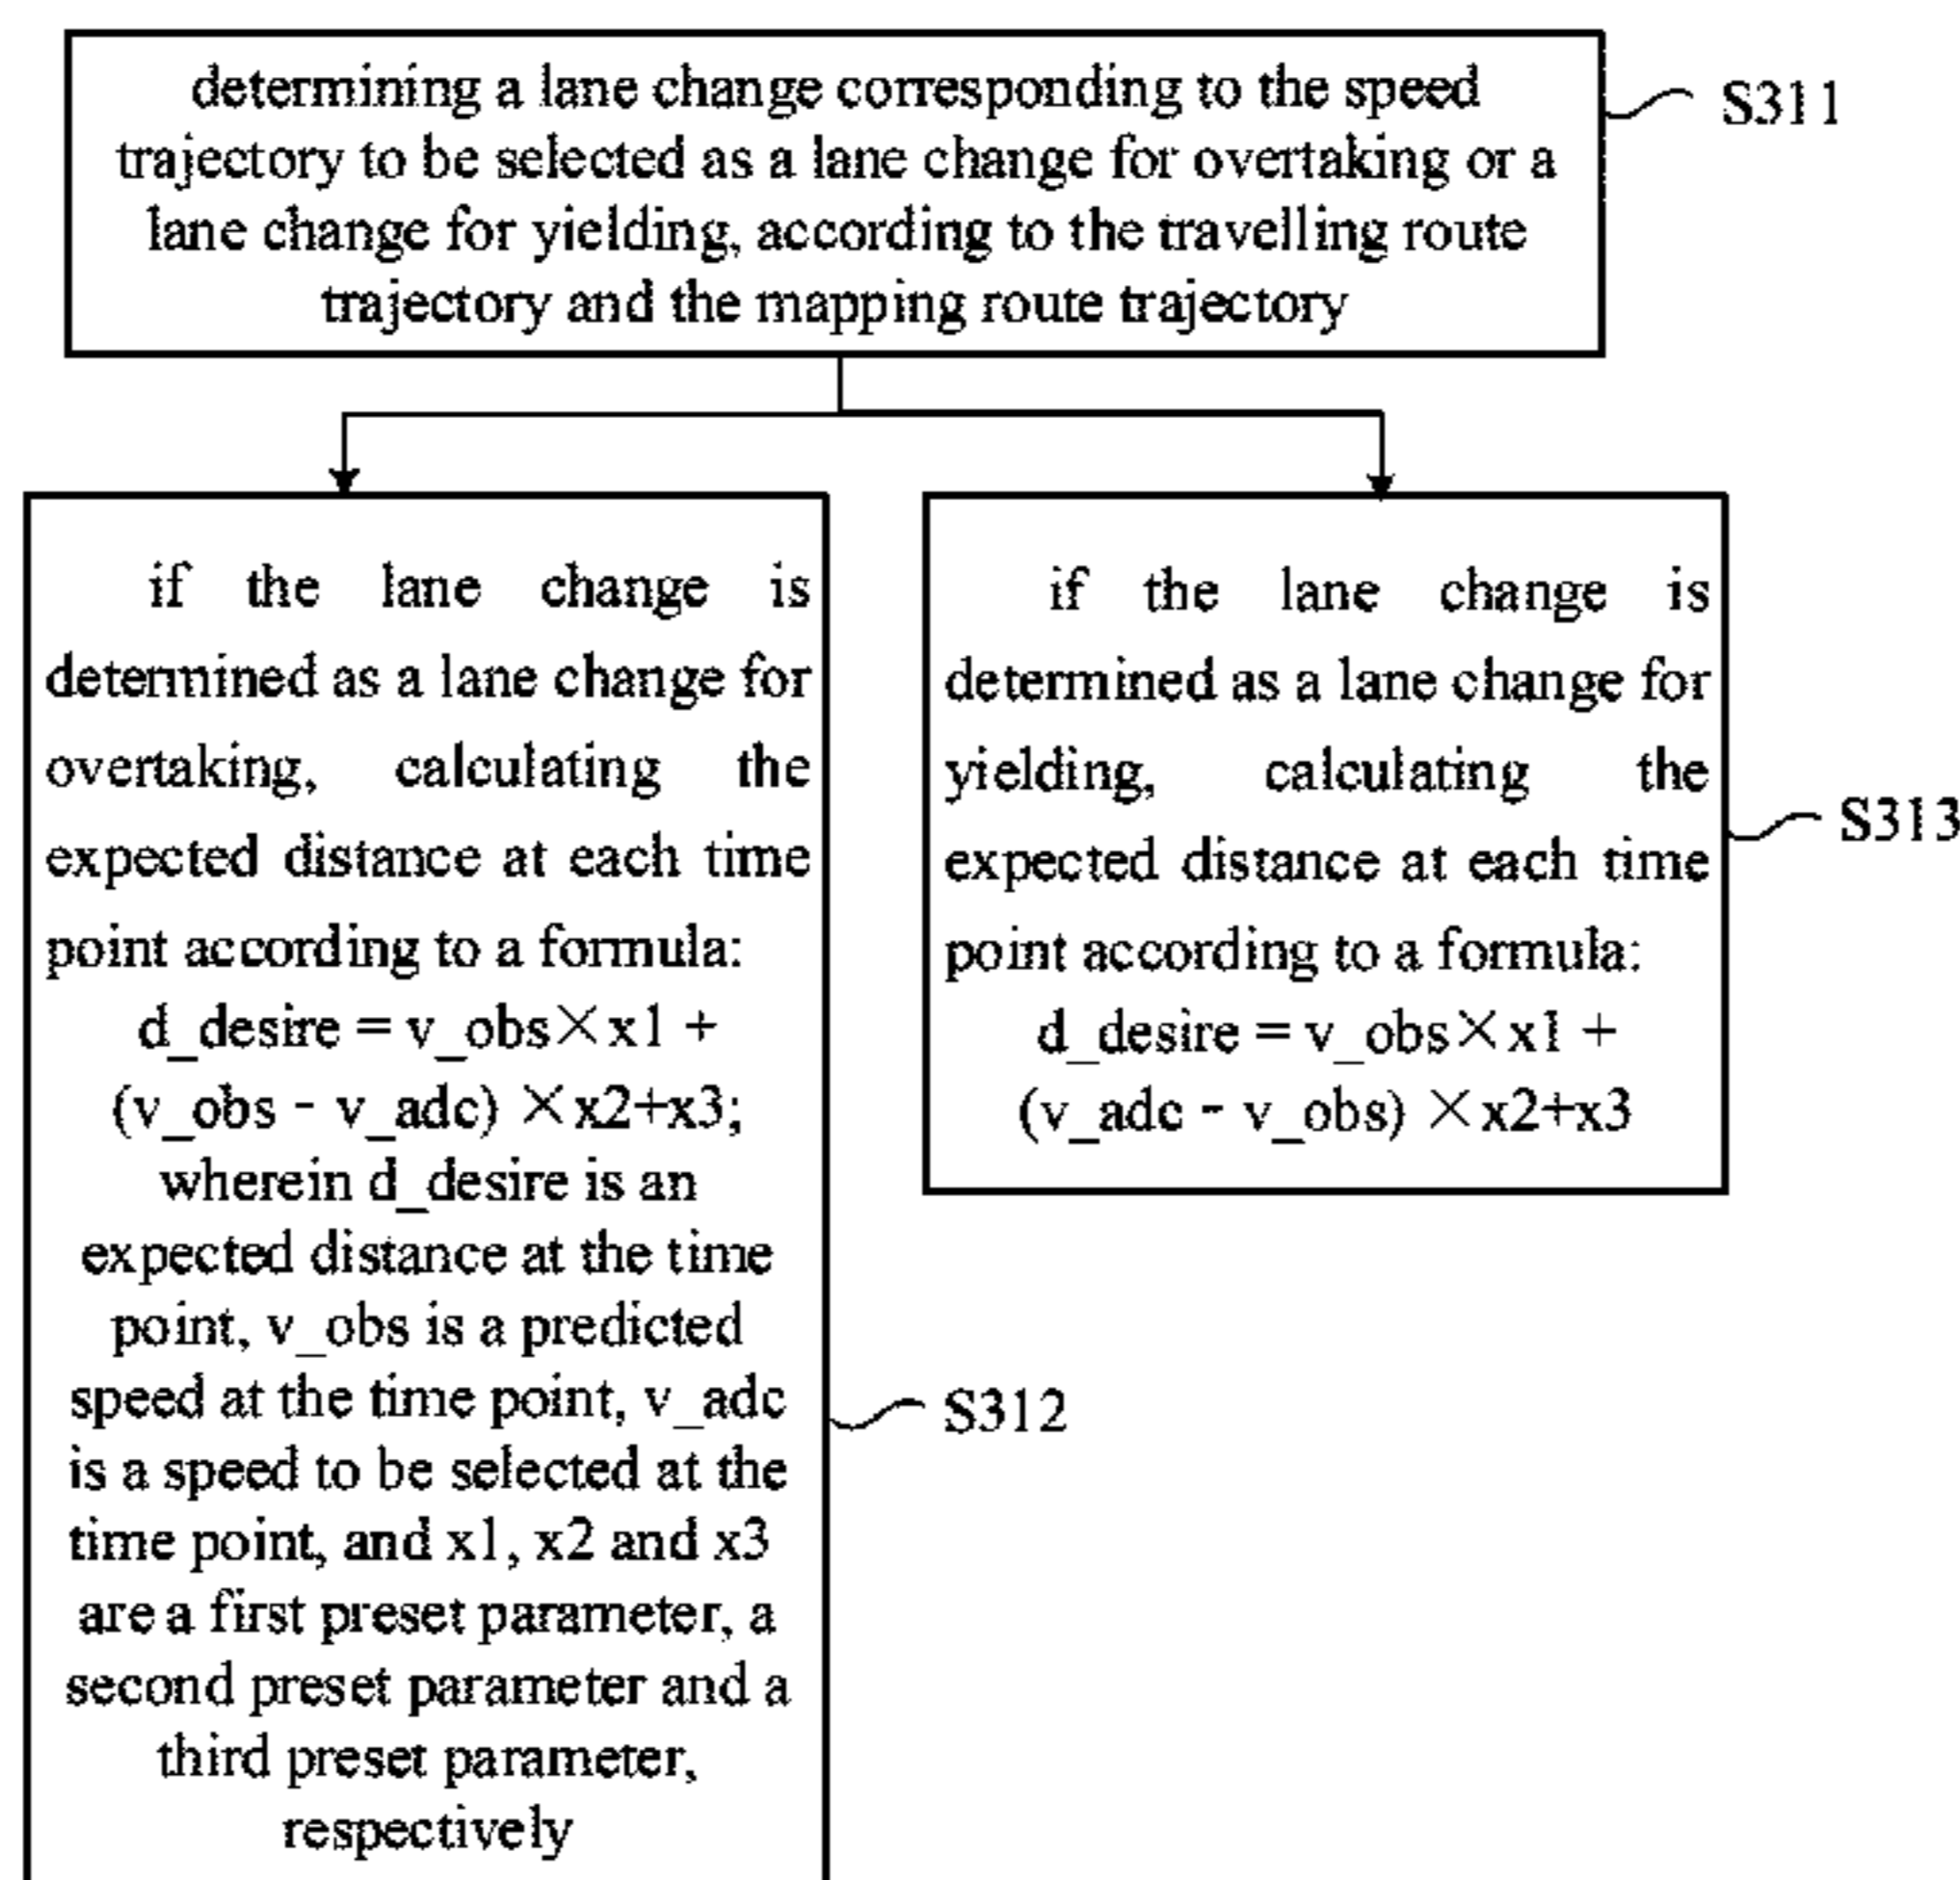 determining a lane change corresponding to the speed
trajectory to be selected as a lane change for overtaking or a
lane change for yielding, according to the travelling route
trajectory and the mapping route trajectory
S311
if the lane change is
determined as a lane change for
overtaking, calculating the
expected distance at each time
point according to a formula:
d_desire = v_obs×x1 +
(v_obs - v_adc) ×x2+x3;
wherein d_desire is an
expected distance at the time
point, v_obs is a predicted
speed at the time point, v_adc
is a speed to be selected at the
time point, and x1, x2 and x3
are a first preset parameter, a
second preset parameter and a
third preset parameter,
respectively
S312
if the lane change is
determined as a lane change for
yielding, calculating the
expected distance at each time
point according to a formula:
d_desire = v_obs×x1 +
(v_adc - v_obs) ×x2+x3
S313